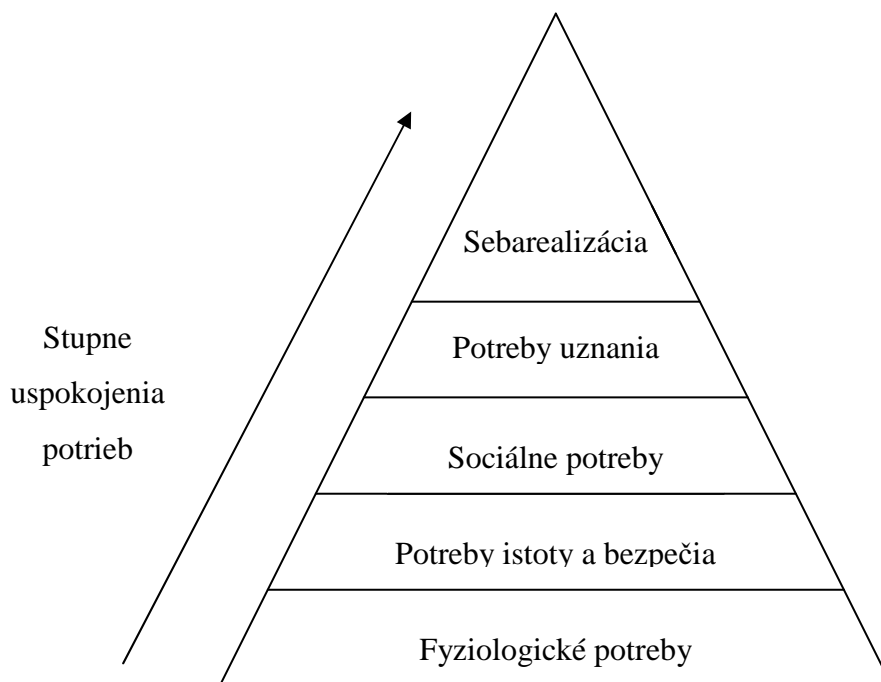 Sebarealizácia
Potreby uznania
Sociálne potreby
Potreby istoty a bezpečia
Fyziologické potreby
Stupne
uspokojenia
potrieb